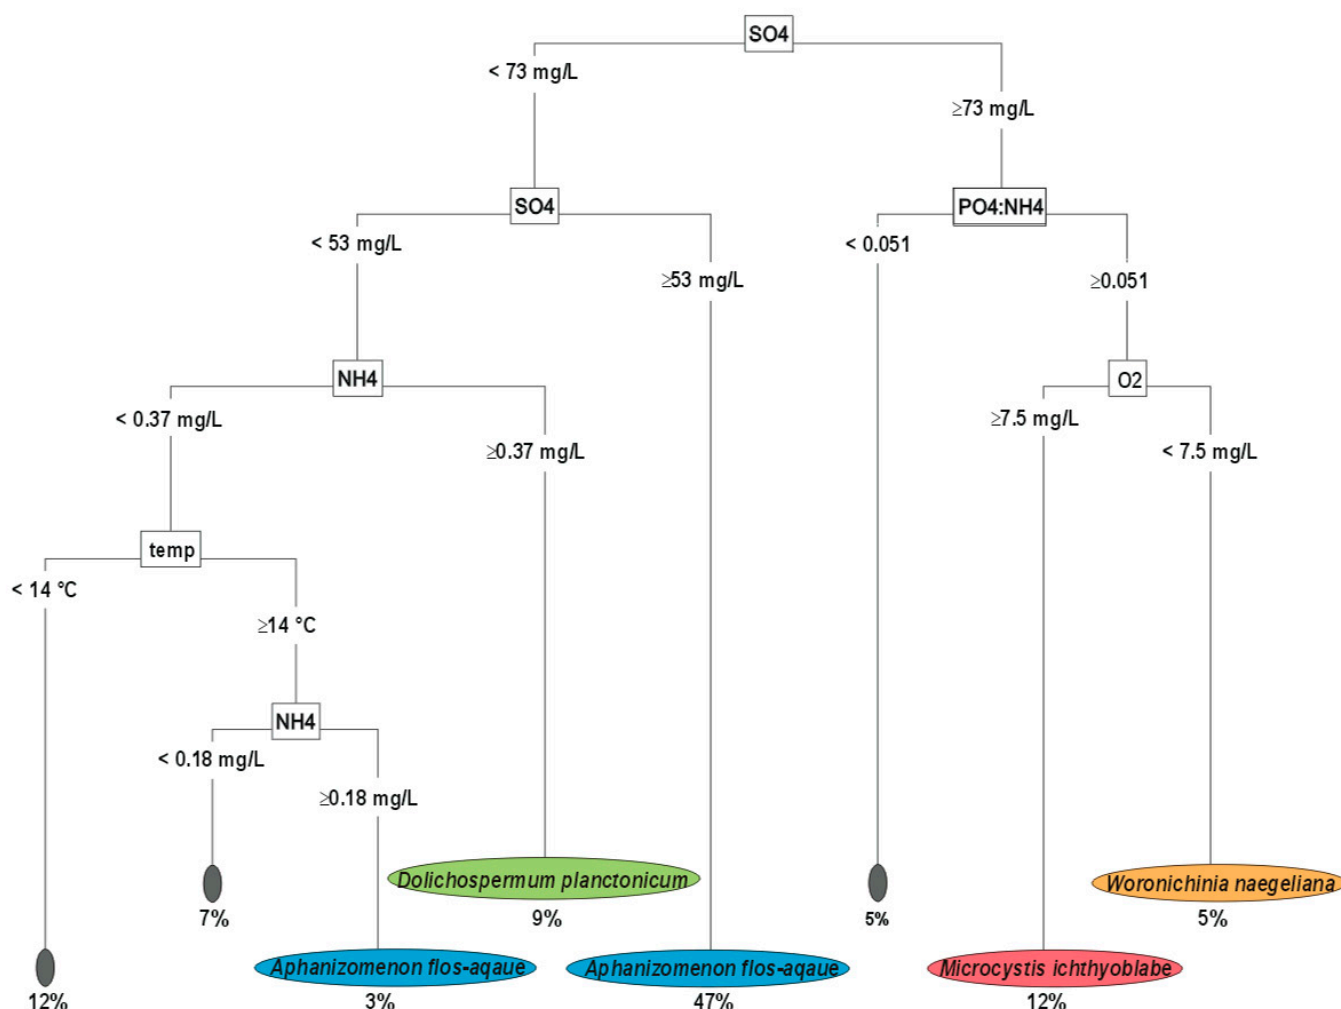 SO4
< 73 mg/L
≥73 mg/L
SO4
PO4:NH4
< 53 mg/L
< 0.051
≥53 mg/L
≥0.051
NH4
O2
< 0.37 mg/L
≥7.5 mg/L
≥0.37 mg/L
< 7.5 mg/L
temp
< 14 °C
≥14 °C
NH4
< 0.18 mg/L
≥0.18 mg/L
Dolichospermum planctonicum
Woronichinia naegeliana
7%
9%
5%
5%
Aphanizomenon flos-aqaue
Aphanizomenon flos-aqaue
Microcystis ichthyoblabe
12%
3%
47%
12%